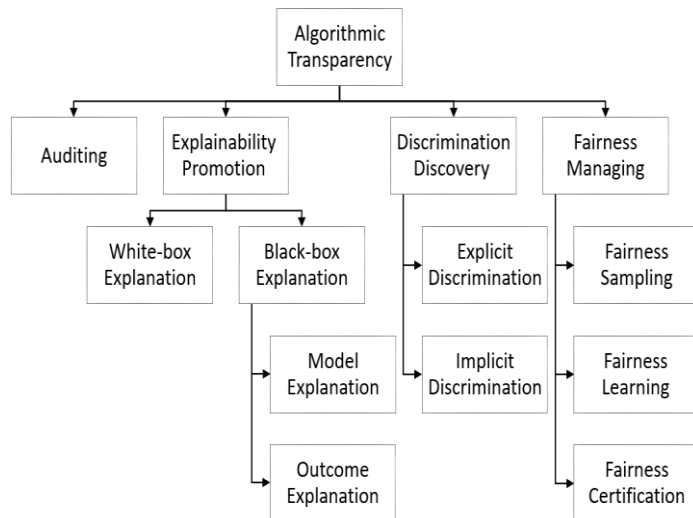 Algorithmic
Transparency
Auditing
Explainability
Promotion
Discrimination
Discovery
Fairness
Managing
White-box
Explanation
Black-box
Explanation
Explicit
Discrimination
Fairness
Sampling
Model
Explanation
Implicit
Discrimination
Fairness
Learning
Outcome
Explanation
Fairness
Certification